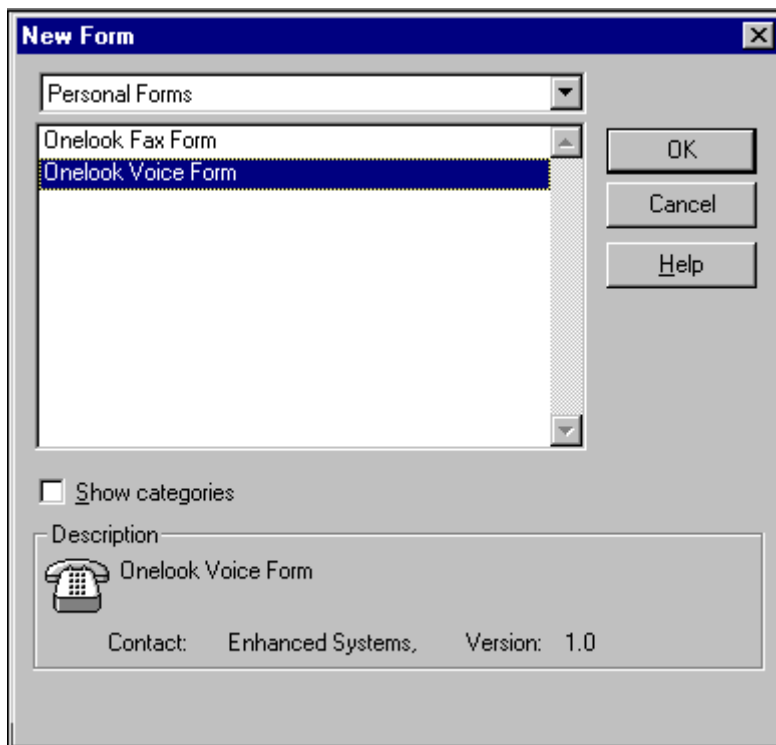 New Form
Personal Forms
Onelook Fax Form
Onelook Voice Form
OK
Cancel
Help
Show categories
Description
Onelook Voice Form
Contact: Enhanced Systems, Version: 1.0